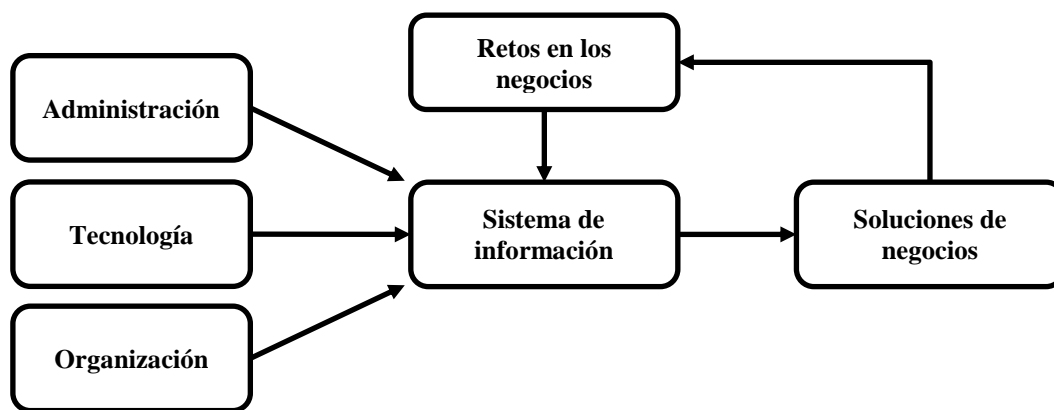 Retos en los
negocios
Administración
Tecnología
Sistema de
información
Soluciones de
negocios
Organización